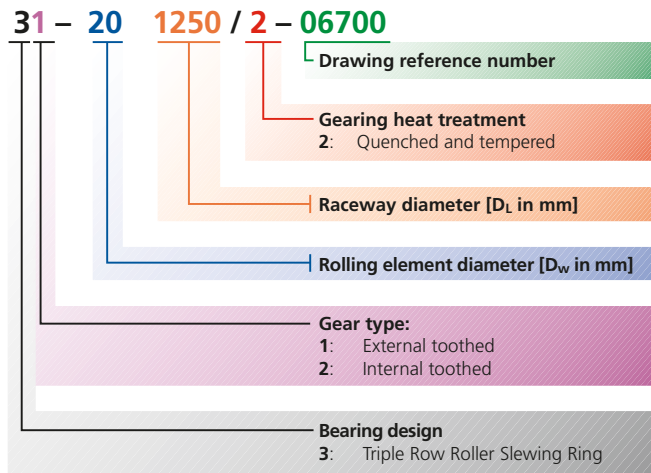 31 – 20 1250 / 2 – 06700
Drawing reference number
Gearing heat treatment
2: Quenched and tempered
Raceway diameter [DL in mm]
Rolling element diameter [Dw in mm]
Gear type:
1: External toothed
2: Internal toothed
Bearing design
3: Triple Row Roller Slewing Ring